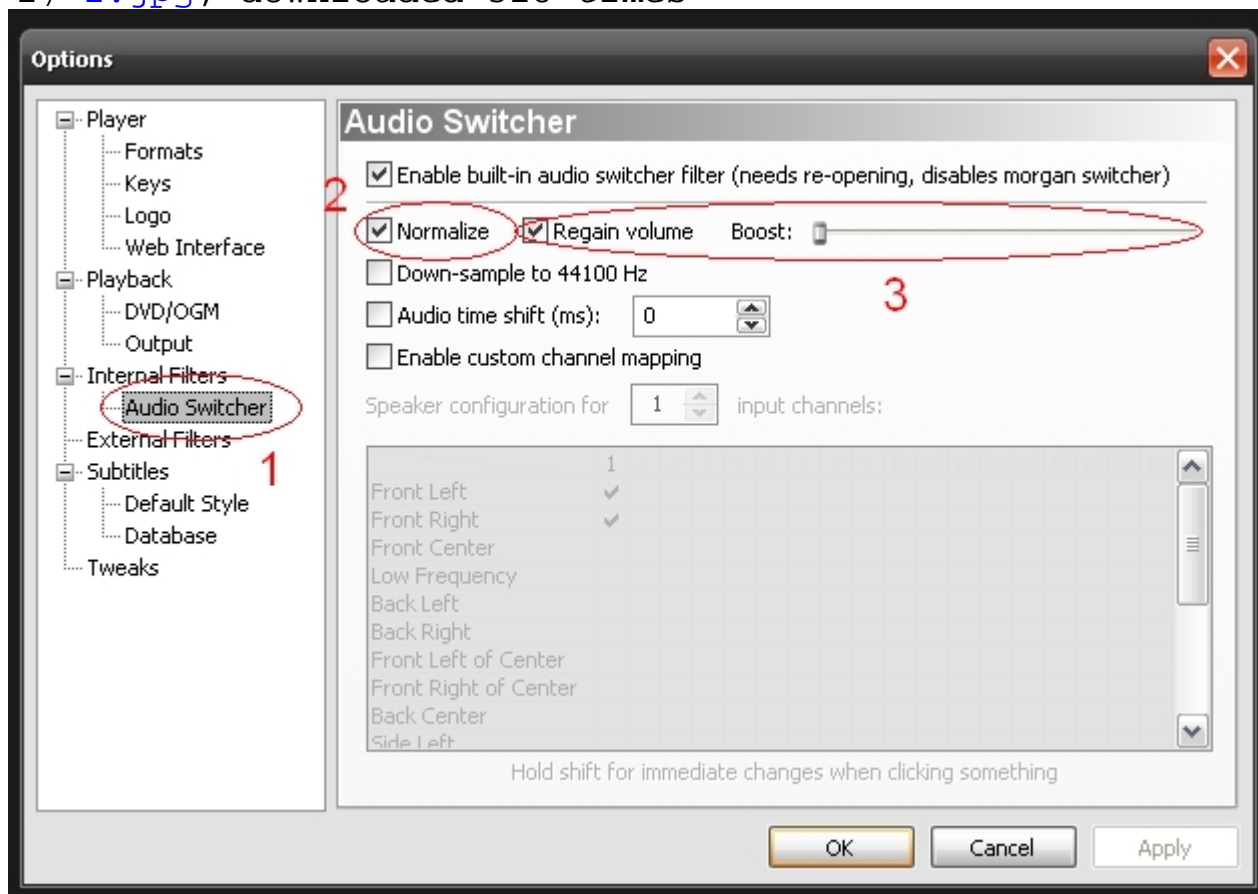 Options
Player
Formats
Keys
Logo
Web Interface
Playback
DVD/OGM
Output
Internal Filters
Audio Switcher
External Filters
Subtitles
Default Style
Database
Tweaks
1
Audio Switcher
Enable built-in audio switcher filter (needs re-opening, disables morgan switcher)
2
Normalize Regain volume Boost:
3
Down-sample to 44100 Hz
Audio time shift (ms): 0
Enable custom channel mapping
Speaker configuration for 1 input channels:
1
Front Left
Front Right
Front Center
Low Frequency
Back Left
Back Right
Front Left of Center
Front Right of Center
Back Center
Side Left
Hold shift for immediate changes when clicking something
OK Cancel Apply